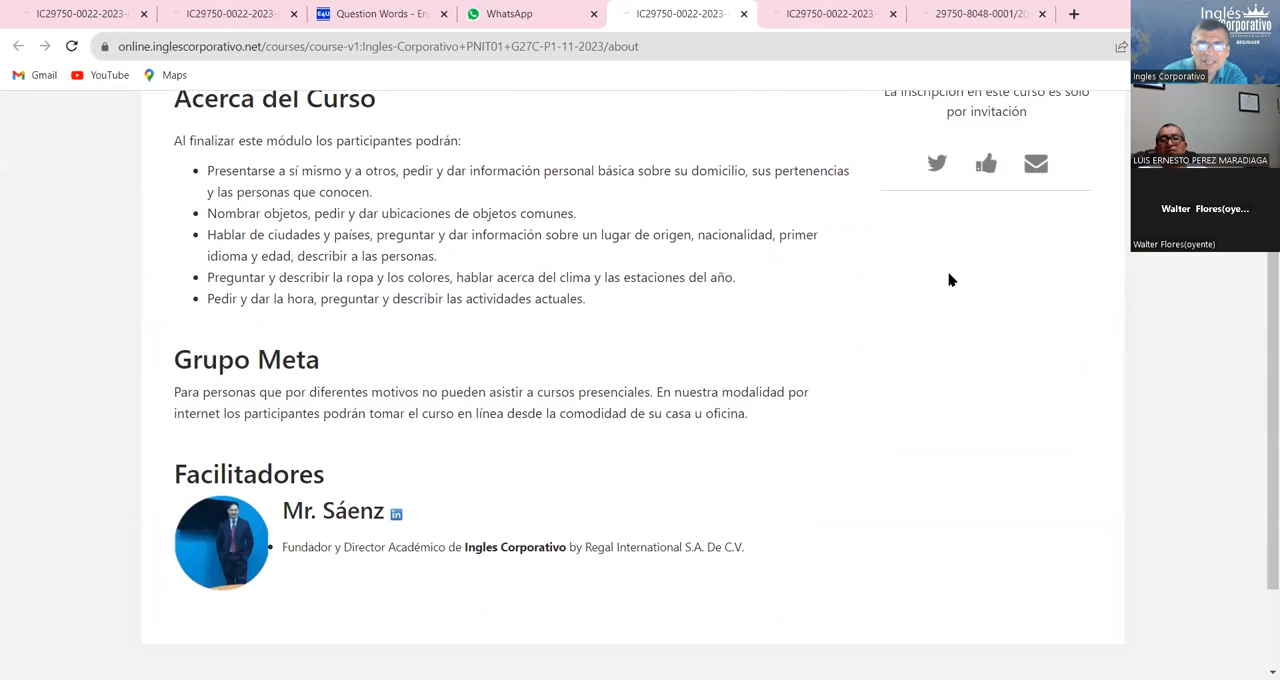 IC29750-0022-2023-
IC29750-0022-2023-
E4U
Question Words - En
WhatsApp
IC29750-0022-2023-
IC29750-0022-2023-
29750-8048-0001/20
online.inglescorporativo.net/courses/course-v1:Ingles-Corporativo+PNIT01+G27C-P1-11-2023/about
Gmail
YouTube
Maps
Acerca del Curso
Al finalizar este módulo los participantes podrán:
Presentarse a sí mismo y a otros, pedir y dar información personal básica sobre su domicilio, sus pertenencias
y las personas que conocen.
Nombrar objetos, pedir y dar ubicaciones de objetos comunes.
Hablar de ciudades y países, preguntar y dar información sobre un lugar de origen, nacionalidad, primer
idioma y edad, describir a las personas.
Preguntar y describir la ropa y los colores, hablar acerca del clima y las estaciones del año.
Pedir y dar la hora, preguntar y describir las actividades actuales.
Grupo Meta
Para personas que por diferentes motivos no pueden asistir a cursos presenciales. En nuestra modalidad por
internet los participantes podrán tomar el curso en línea desde la comodidad de su casa u oficina.
Facilitadores
Mr. Sáenz in
Fundador y Director Académico de Ingles Corporativo by Regal International S.A. De C.V.
La inscripción en este curso es sólo
por invitación
Inglés
Corporativo
BEGINNER
Ingles Corporativo
LUIS ERNESTO PEREZ MARADIAGA
Walter Flores(oye...
Walter Flores(oyente)